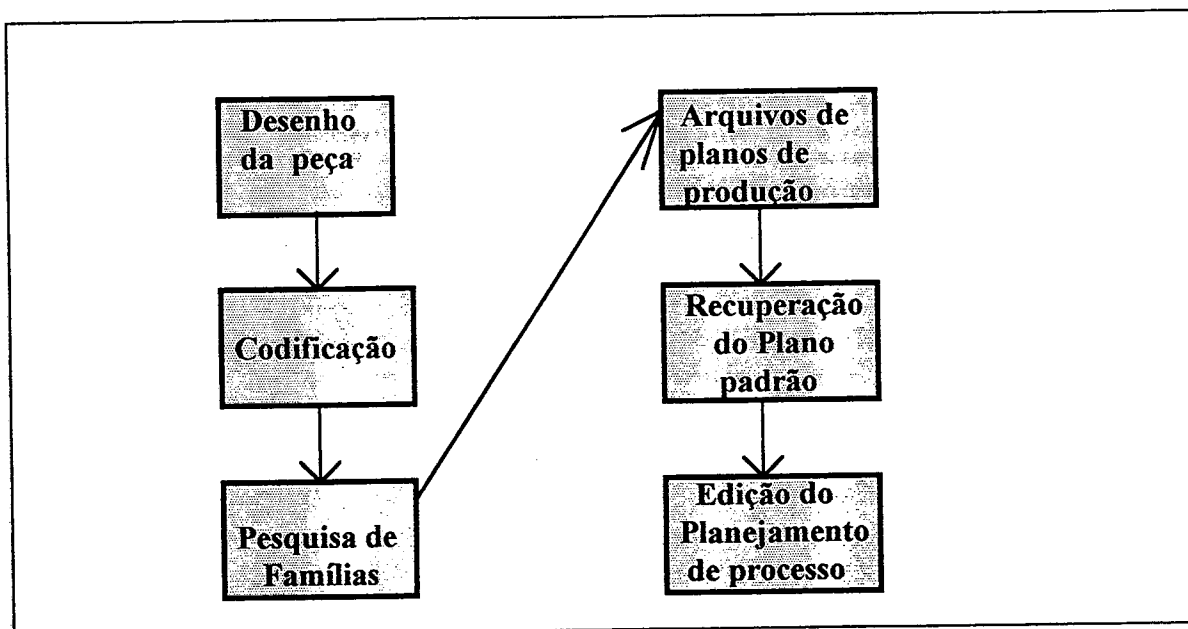 Desenho
da peça
Codificação
Pesquisa de
Famílias
Arquivos de
planos de
produção
Recuperação
do Plano
padrão
Edição do
Planejamento
de processo